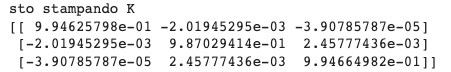 sto stampando K
[[ 9.94625798e-01 -2.01945295e-03 -3.90785787e-05]
[-2.01945295e-03 9.87029414e-01 2.45777436e-03]
[-3.90785787e-05 2.45777436e-03 9.94664982e-01]]